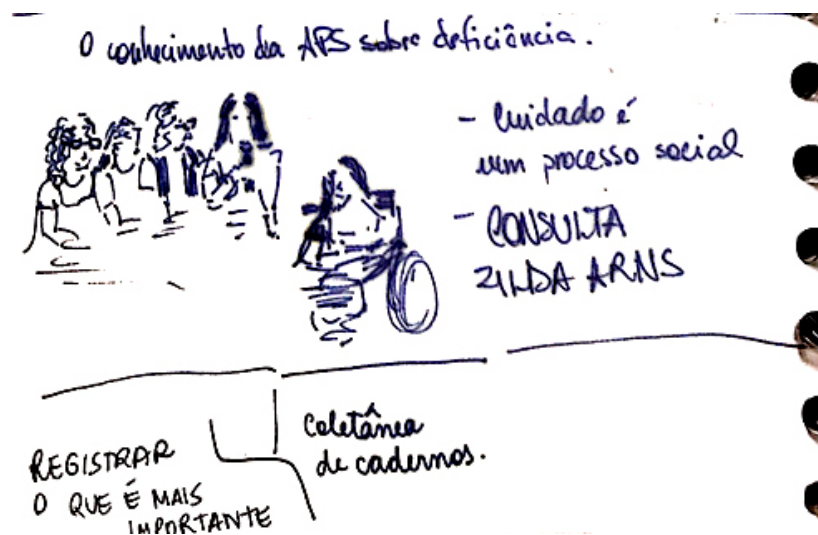 O conhecimento da APS sobre deficiência.
- Cuidado é
um processo social
- CONSULTA
ZILDA ARNS
REGISTRAR
O QUE É MAIS
IMPORTANTE
Coletânea
de cadernos.